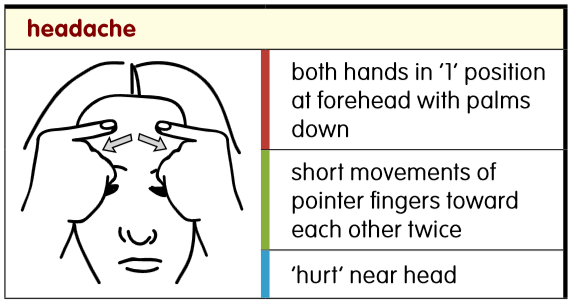 headache
both hands in '1' position
at forehead with palms
down
short movements of
pointer fingers toward
each other twice
'hurt' near head